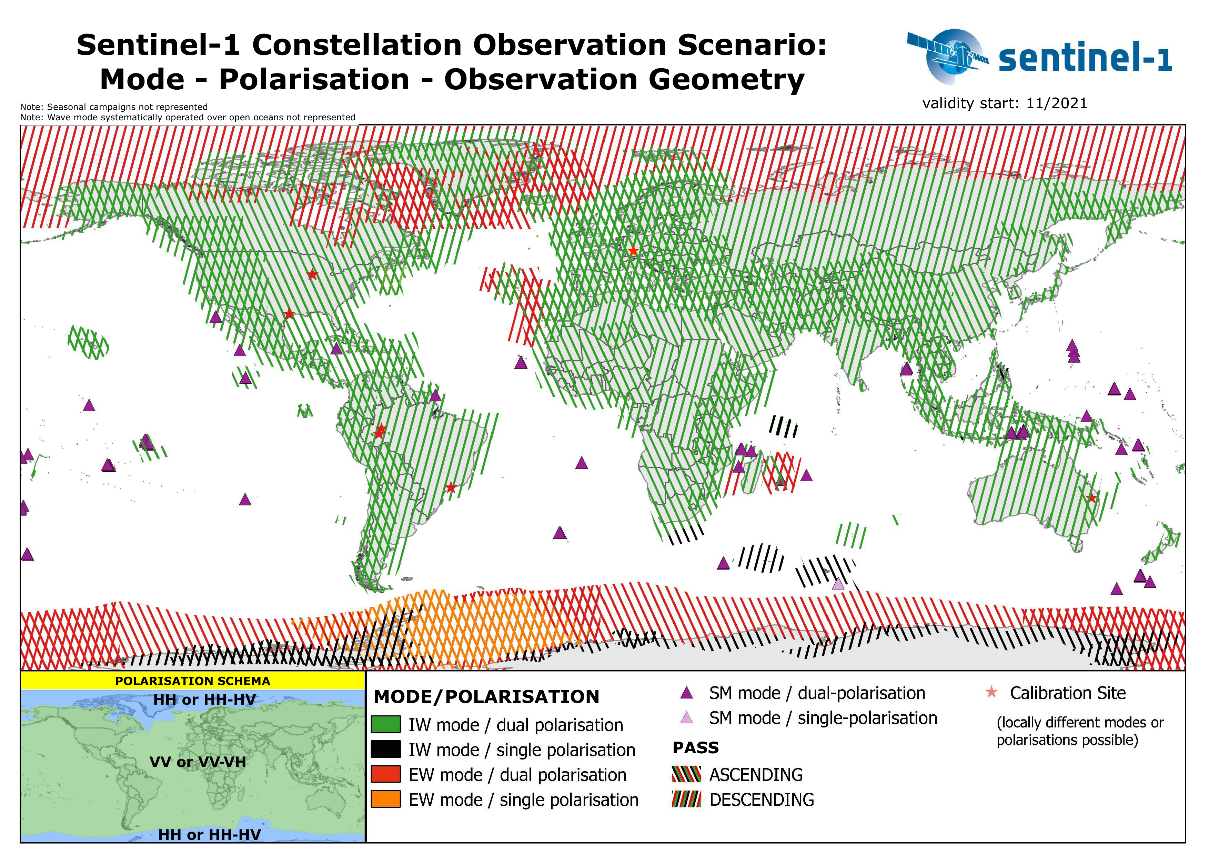 Sentinel-1 Constellation Observation Scenario:
Mode - Polarisation - Observation Geometry
sentinel-1
validity start: 11/2021
Note: Seasonal campaigns not represented
Note: Wave mode systematically operated over open oceans not represented
POLARISATION SCHEMA
HH or HH-HV
VV or VV-VH
HH or HH-HV
MODE/POLARISATION
IW mode / dual polarisation
IW mode / single polarisation
EW mode / dual polarisation
EW mode / single polarisation
SM mode / dual-polarisation
SM mode / single-polarisation
PASS
ASCENDING
DESCENDING
Calibration Site
(locally different modes or
polarisations possible)